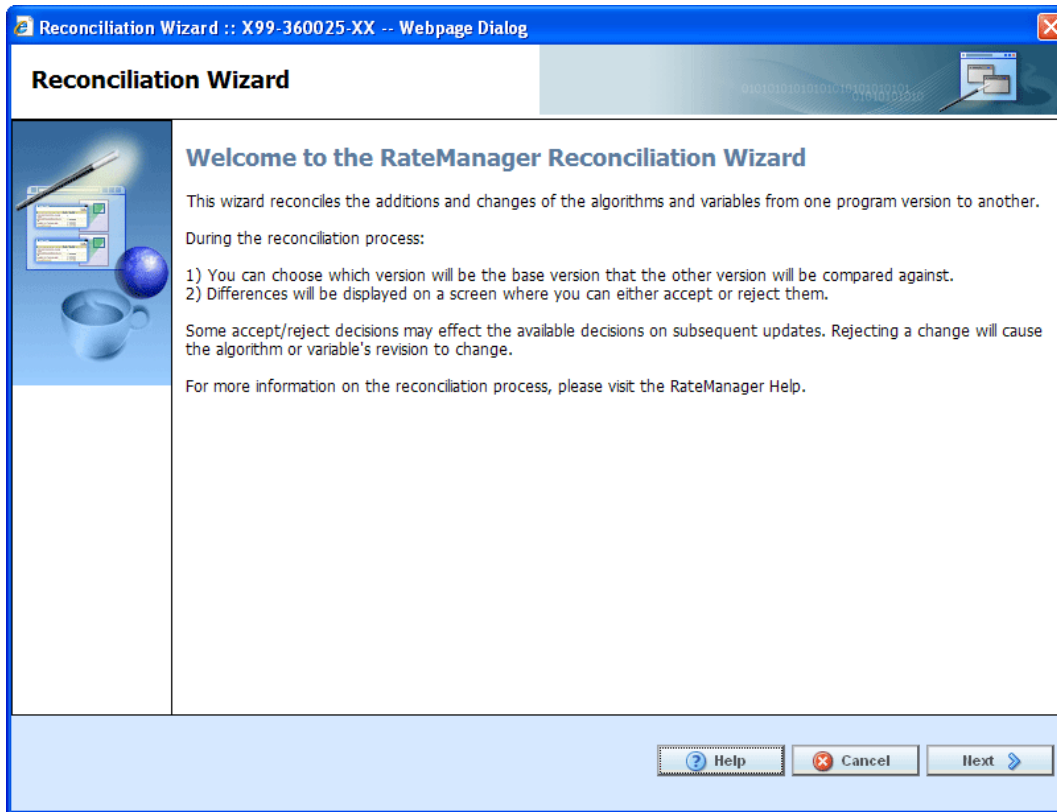 Reconciliation Wizard :: X99-360025-XX -- Webpage Dialog
Reconciliation Wizard
010101010101010101010101
01010101010
Welcome to the RateManager Reconciliation Wizard
This wizard reconciles the additions and changes of the algorithms and variables from one program version to another.
During the reconciliation process:
1) You can choose which version will be the base version that the other version will be compared against.
2) Differences will be displayed on a screen where you can either accept or reject them.
Some accept/reject decisions may effect the available decisions on subsequent updates. Rejecting a change will cause
the algorithm or variable's revision to change.
For more information on the reconciliation process, please visit the RateManager Help.
Help
Cancel
Next